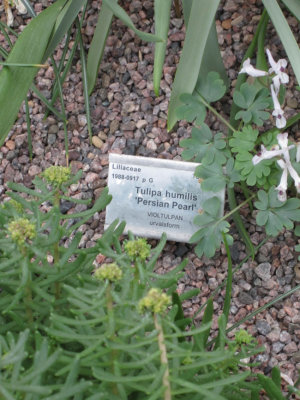 Liliaceae
1988-0917 p G
Tulipa humilis
'Persian Pearl'
VIOLTULPAN
urvalsform